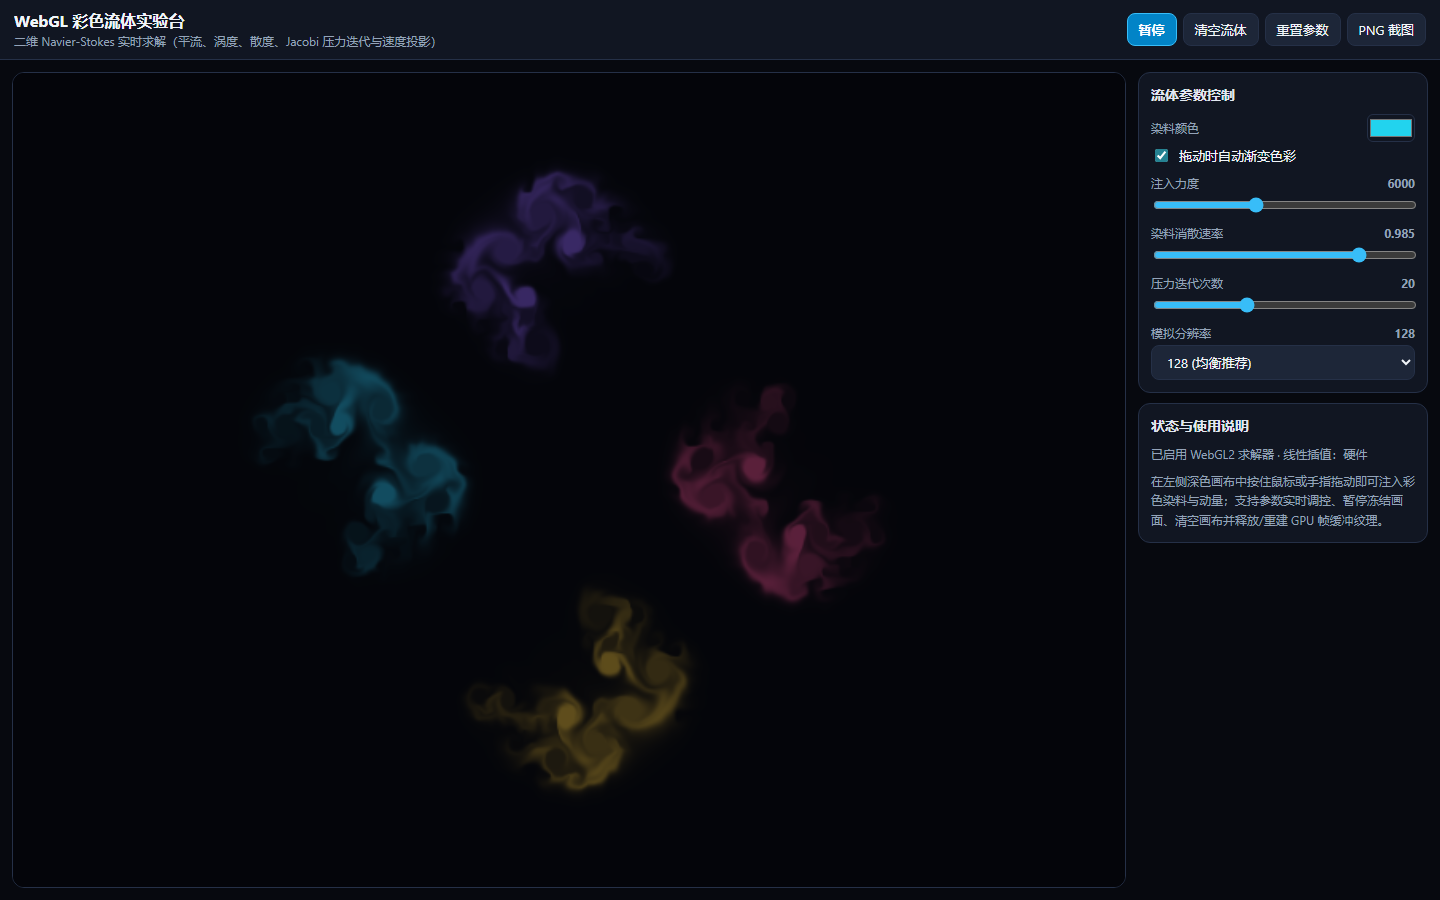 WebGL 彩色流体实验台
二维 Navier-Stokes 实时求解（平流、涡度、散度、Jacobi 压力迭代与速度投影）
暂停
清空流体
重置参数
PNG 截图
流体参数控制
染料颜色
拖动时自动渐变色彩
注入力度 6000
染料消散速率 0.985
压力迭代次数 20
模拟分辨率 128
128 (均衡推荐)
状态与使用说明
已启用 WebGL2 求解器 · 线性插值：硬件
在左侧深色画布中按住鼠标或手指拖动即可注入彩
色染料与动量；支持参数实时调控、暂停冻结画
面、清空画布并释放/重建 GPU 帧缓冲纹理。